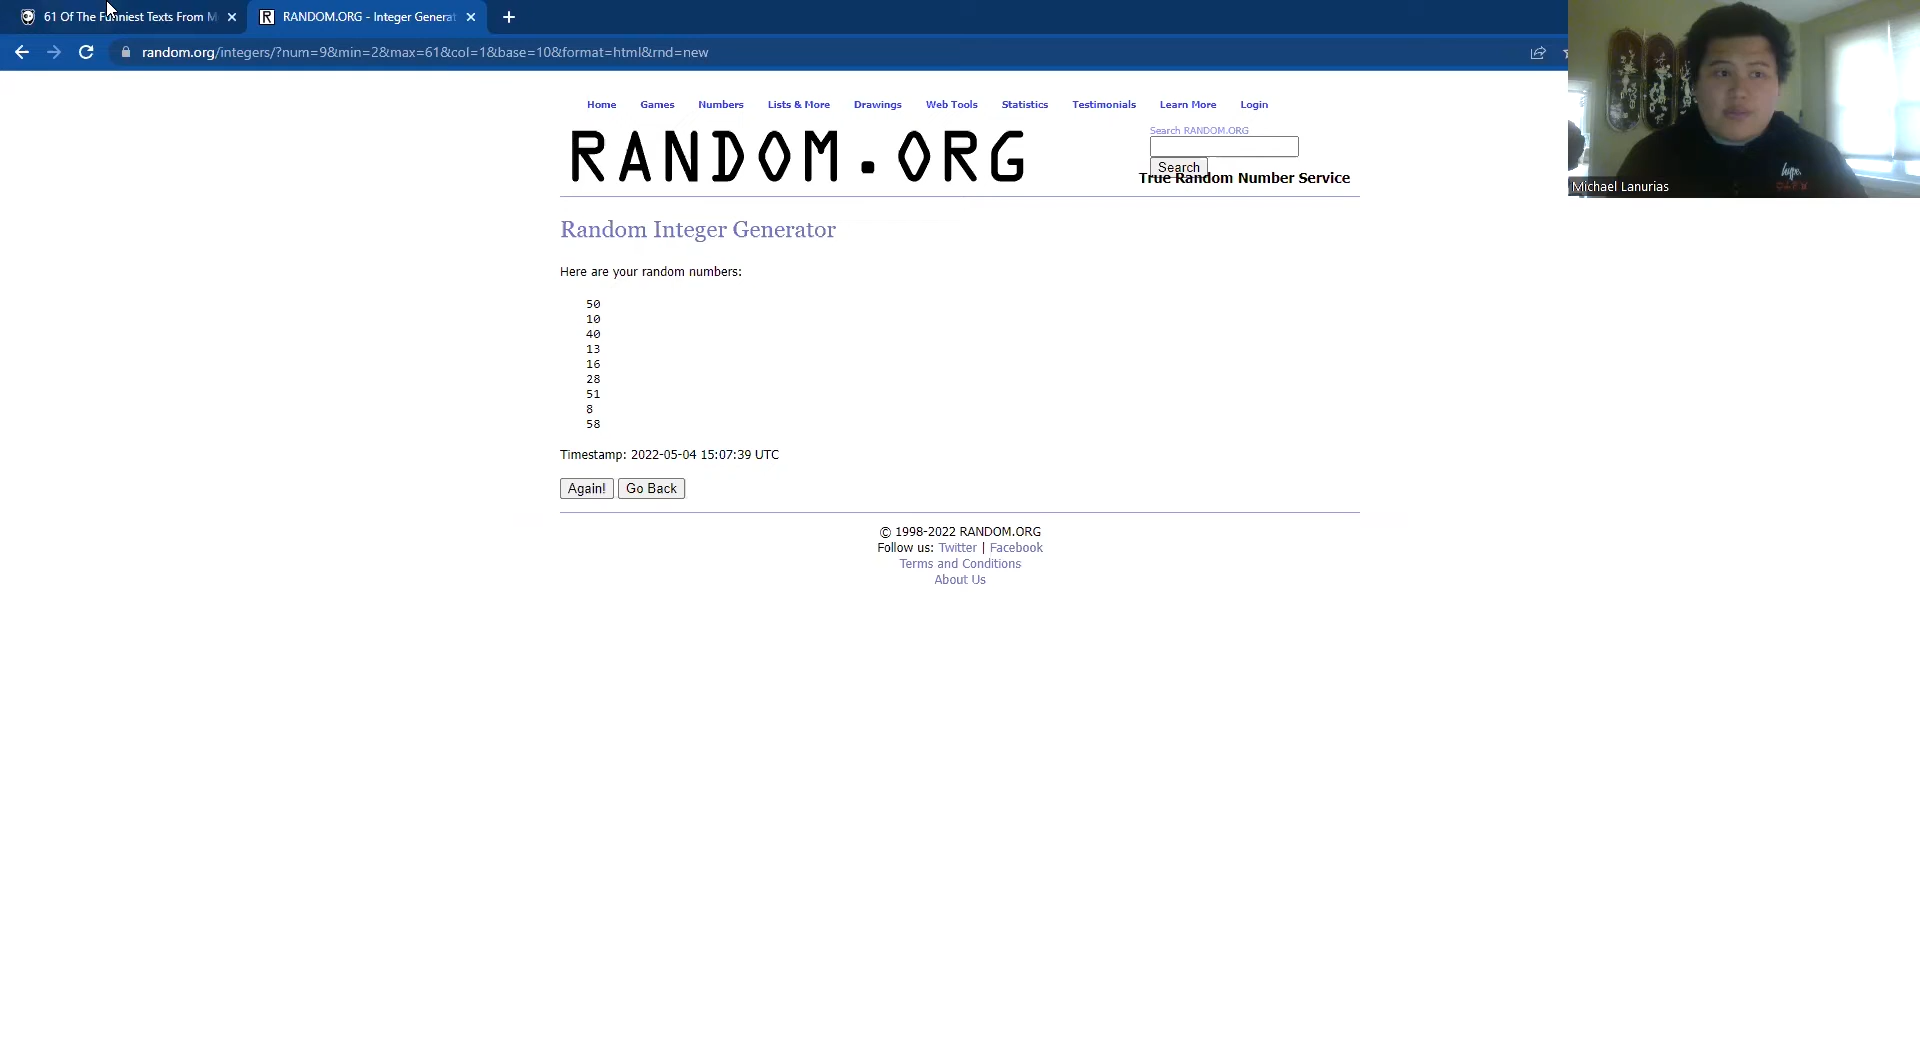 61 Of The Funniest Texts From M
RANDOM.ORG - Integer Generat
random.org/integers/?num=9&min=2&max=61&col=1&base=10&format=html&rnd=new
Home Games Numbers Lists & More Drawings Web Tools Statistics Testimonials Learn More Login
RANDOM.ORG
Search RANDOM.ORG
Search
True Random Number Service
hype.
Michael Lanurias
Random Integer Generator
Here are your random numbers:
50
10
40
13
16
28
51
8
58
Timestamp: 2022-05-04 15:07:39 UTC
Again! Go Back
© 1998-2022 RANDOM.ORG
Follow us: Twitter | Facebook
Terms and Conditions
About Us